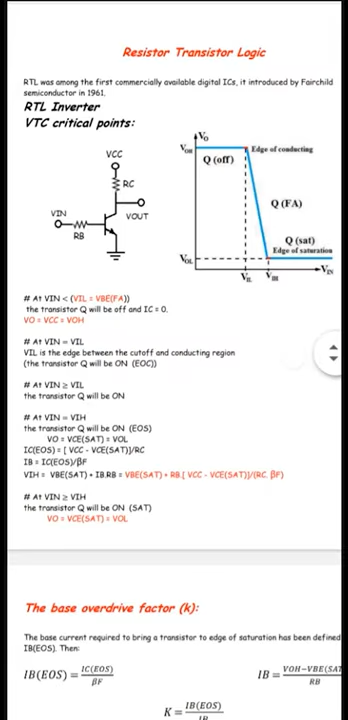 Resistor Transistor Logic
RTL was among the first commercially available digital ICs, it introduced by Fairchild
semiconductor in 1961.
RTL Inverter
VTC critical points:
VCC
RC
VIN
VOUT
RB
VO
VOH
Edge of conducting
Q (off)
Q (FA)
Q (sat)
Edge of saturation
VOL
VIN
VIL
VIH
# At VIN < (VIL = VBE(FA))
the transistor Q will be off and IC = 0.
VO = VCC = VOH
# At VIN = VIL
VIL is the edge between the cutoff and conducting region
(the transistor Q will be ON (EOC))
# At VIN ≥ VIL
the transistor Q will be ON
# At VIN = VIH
the transistor Q will be ON (EOS)
VO = VCE(SAT) = VOL
IC(EOS) = [ VCC - VCE(SAT)]/RC
IB = IC(EOS)/βF
VIH = VBE(SAT) + IB.RB = VBE(SAT) + RB.[ VCC - VCE(SAT)]/(RC. βF)
# At VIN ≥ VIH
the transistor Q will be ON (SAT)
VO = VCE(SAT) = VOL
The base overdrive factor (k):
The base current required to bring a transistor to edge of saturation has been defined
IB(EOS). Then:
IB(EOS) = IC(EOS)/βF
IB = VOH-VBE(SAT/RB
K = IB(EOS)/IB